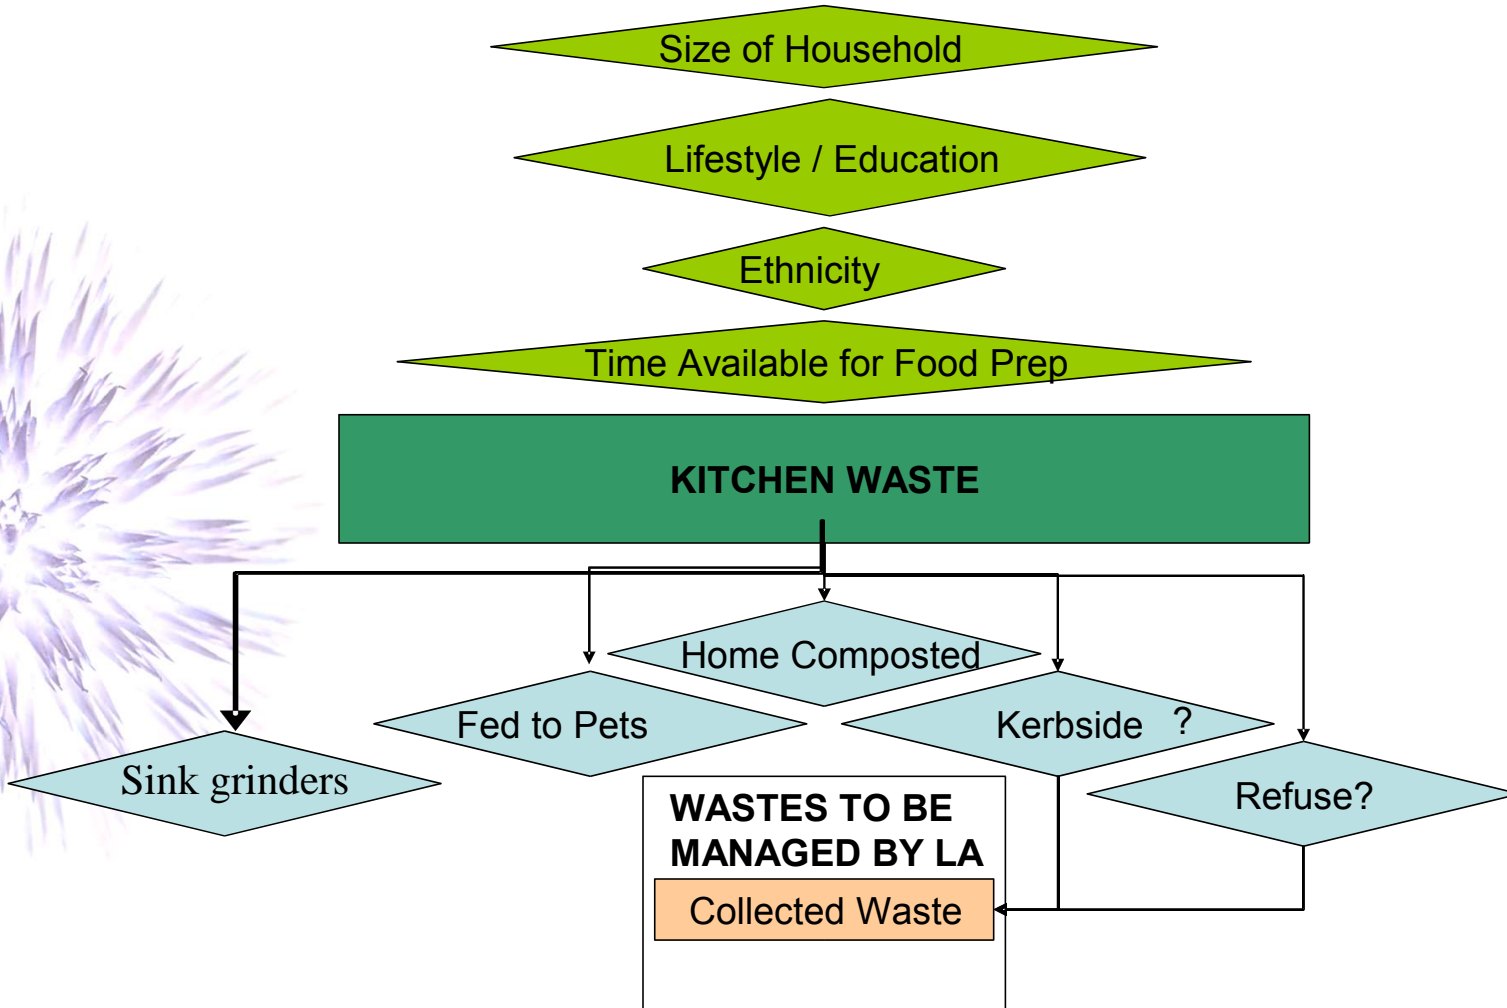 Size of Household
Lifestyle / Education
Ethnicity
Time Available for Food Prep
KITCHEN WASTE
Home Composted
Fed to Pets
Kerbside ?
Sink grinders
Refuse?
WASTES TO BE
MANAGED BY LA
Collected Waste